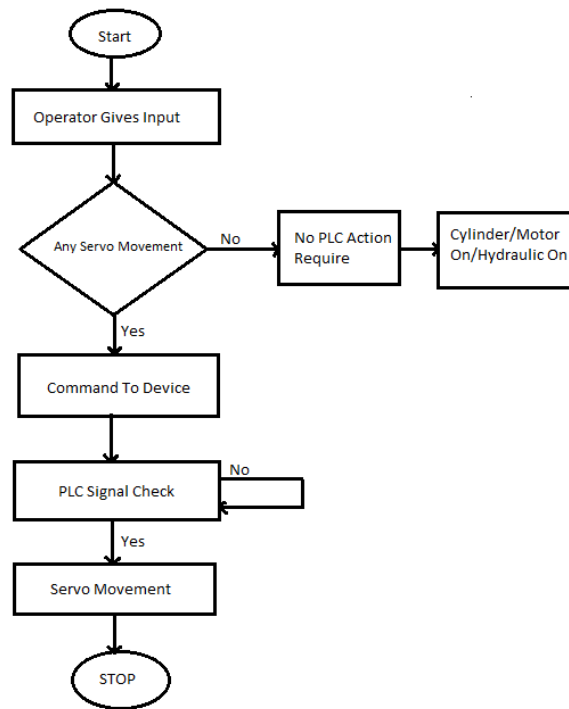 Start
Operator Gives Input
Any Servo Movement
No
No PLC Action
Require
Cylinder/Motor
On/Hydraulic On
Yes
Command To Device
No
PLC Signal Check
Yes
Servo Movement
STOP